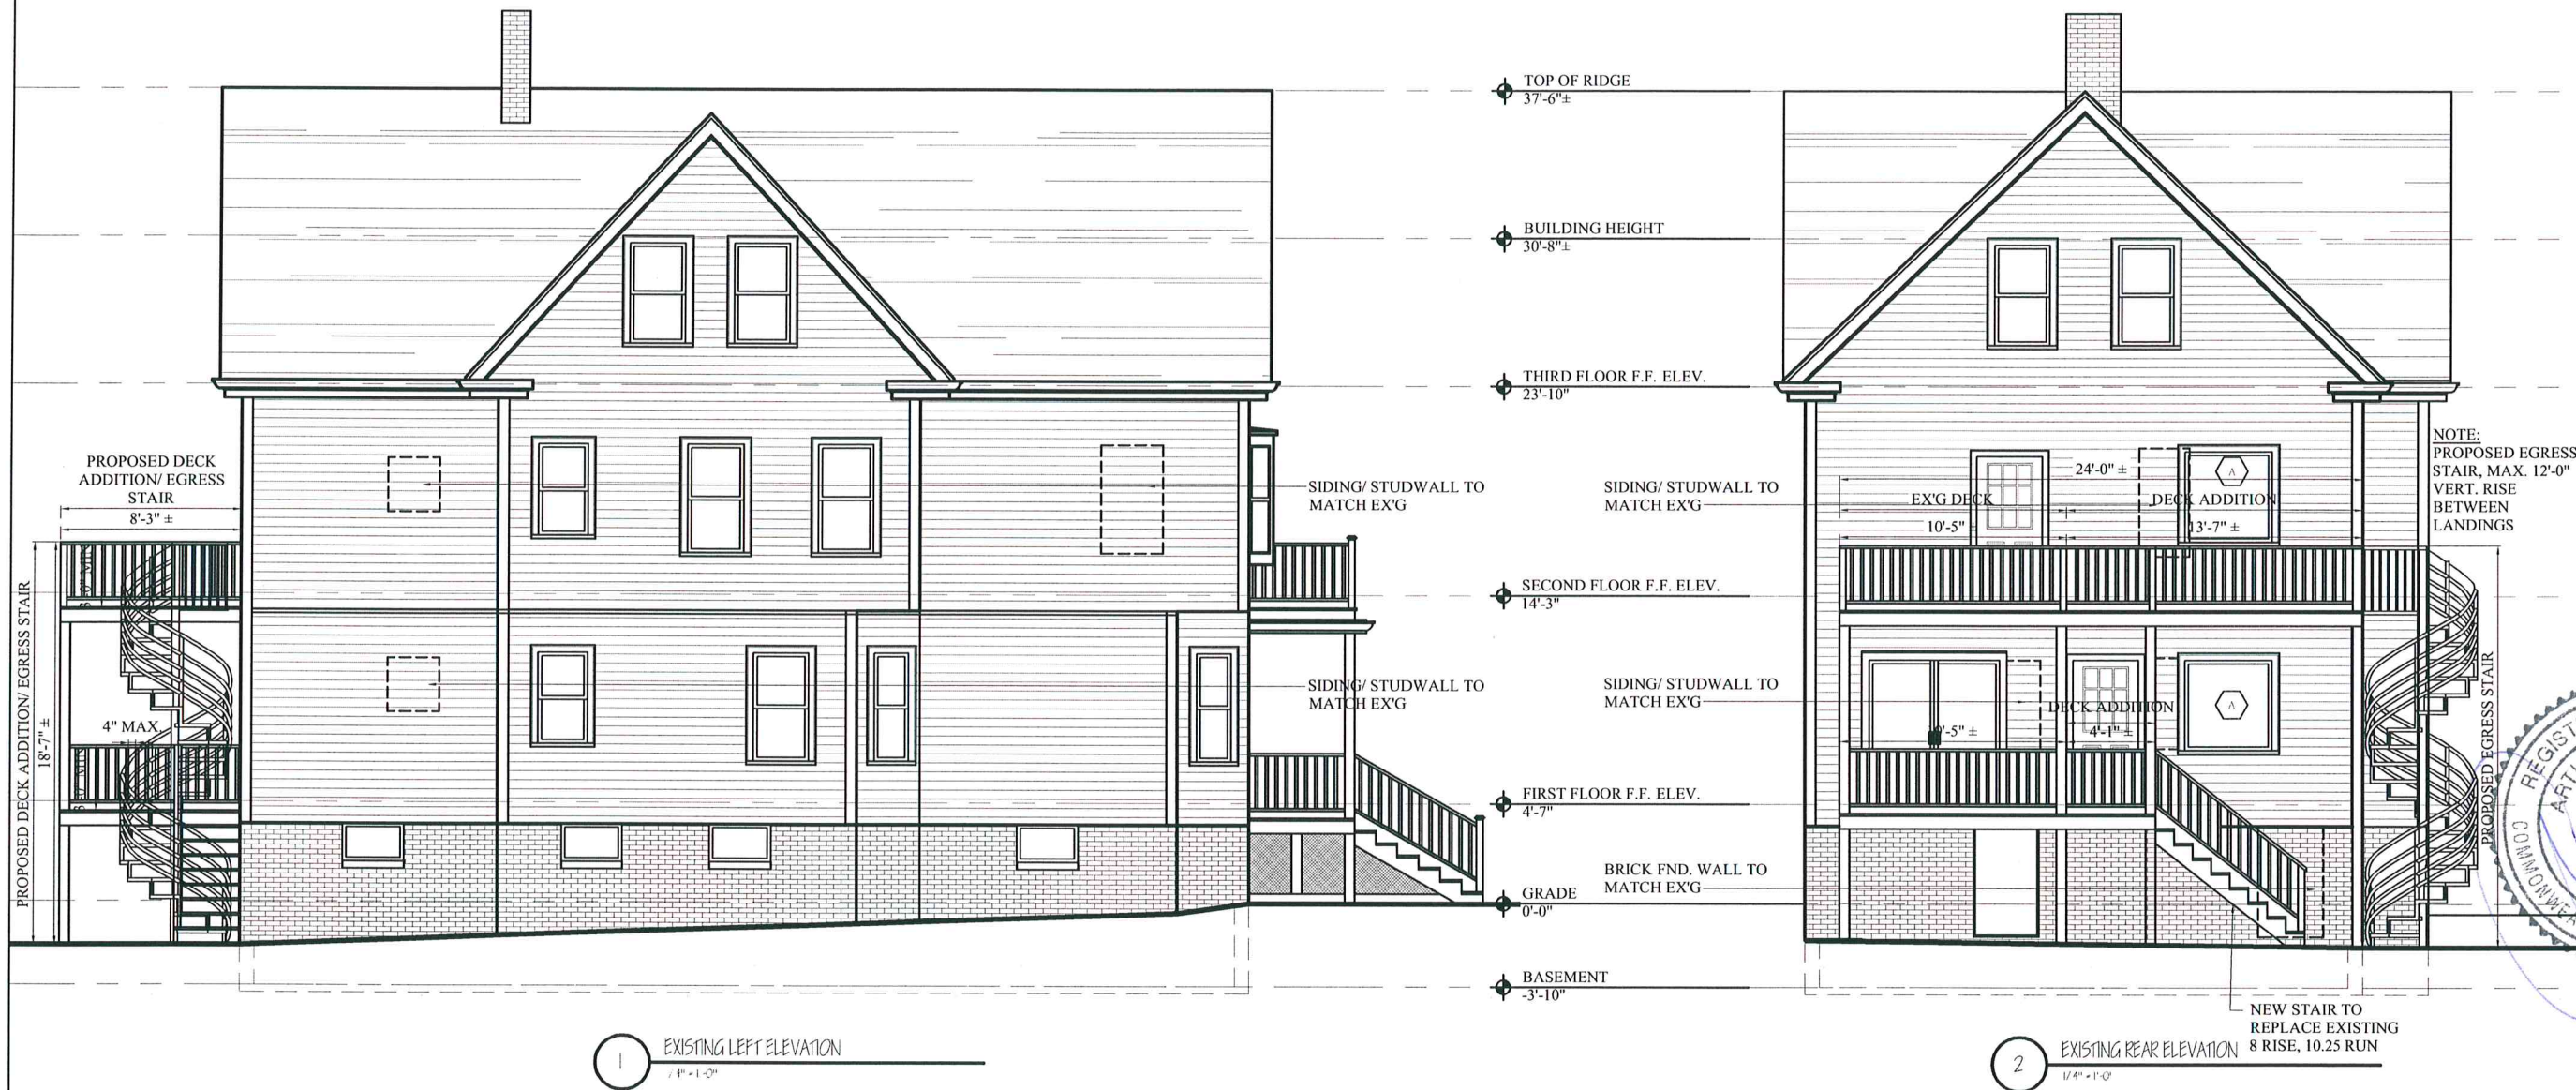 TOP OF RIDGE
37'-6"±
BUILDING HEIGHT
30'-8"±
THIRD FLOOR F.F. ELEV.
23'-10"
SECOND FLOOR F.F. ELEV.
14'-3"
FIRST FLOOR F.F. ELEV.
4'-7"
GRADE
0'-0"
BASEMENT
-3'-10"
PROPOSED DECK
ADDITION/ EGRESS
STAIR
8'-3" ±
PROPOSED DECK ADDITION/ EGRESS STAIR
18'-7" ±
4" MAX.
SIDING/ STUDWALL TO
MATCH EX'G
SIDING/ STUDWALL TO
MATCH EX'G
1
EXISTING LEFT ELEVATION
SIDING/ STUDWALL TO
MATCH EX'G
SIDING/ STUDWALL TO
MATCH EX'G
BRICK FND. WALL TO
MATCH EX'G
24'-0" ±
EX'G DECK
DECK ADDITION
10'-5" ±
13'-7" ±
A
DECK ADDITION
4'-1" ±
A
NOTE:
PROPOSED EGRESS
STAIR, MAX. 12'-0"
VERT. RISE
BETWEEN
LANDINGS
PROPOSED EGRESS STAIR
NEW STAIR TO
REPLACE EXISTING
8 RISE, 10.25 RUN
2
EXISTING REAR ELEVATION
1/4" = 1'-0"